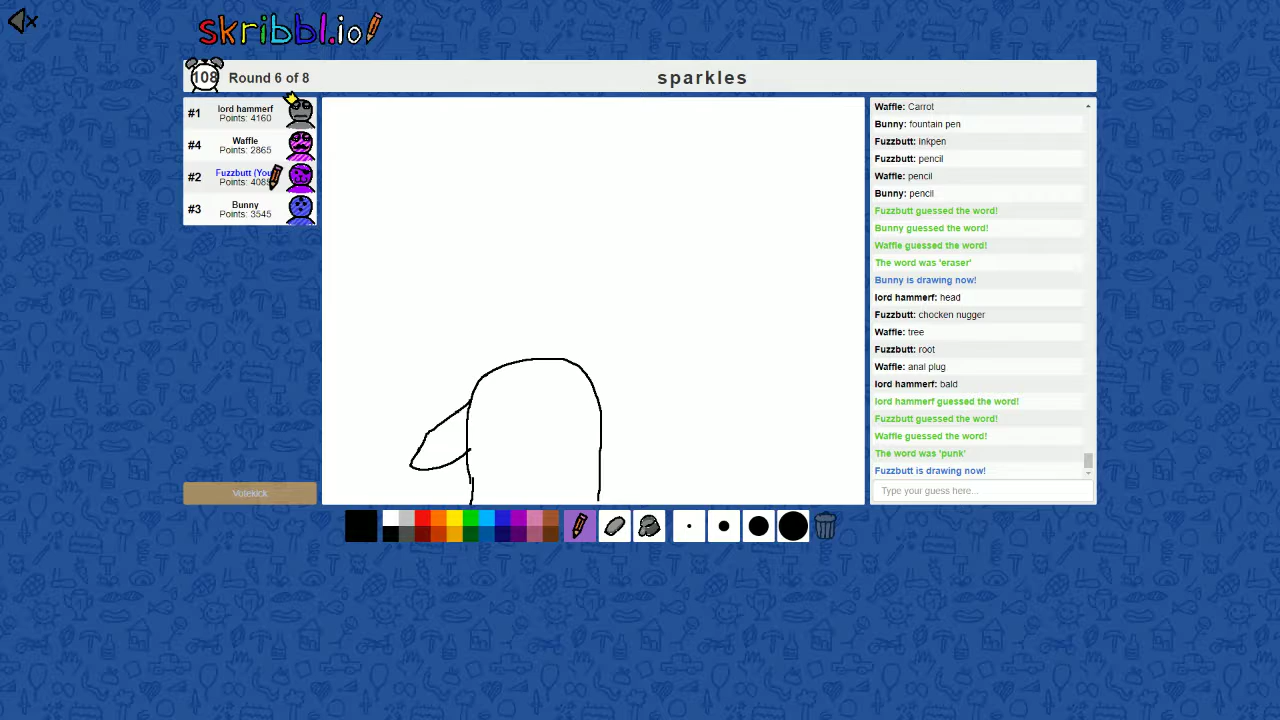 skribbl.io
108
Round 6 of 8
sparkles
#1
lord hammerf
Points: 4160
#4
Waffle
Points: 2865
#2
Fuzzbutt (You
Points: 408
#3
Bunny
Points: 3545
Votekick
Waffle: Carrot
Bunny: fountain pen
Fuzzbutt: inkpen
Fuzzbutt: pencil
Waffle: pencil
Bunny: pencil
Fuzzbutt guessed the word!
Bunny guessed the word!
Waffle guessed the word!
The word was 'eraser'
Bunny is drawing now!
lord hammerf: head
Fuzzbutt: chocken nugger
Waffle: tree
Fuzzbutt: root
Waffle: anal plug
lord hammerf: bald
lord hammerf guessed the word!
Fuzzbutt guessed the word!
Waffle guessed the word!
The word was 'punk'
Fuzzbutt is drawing now!
Type your guess here...